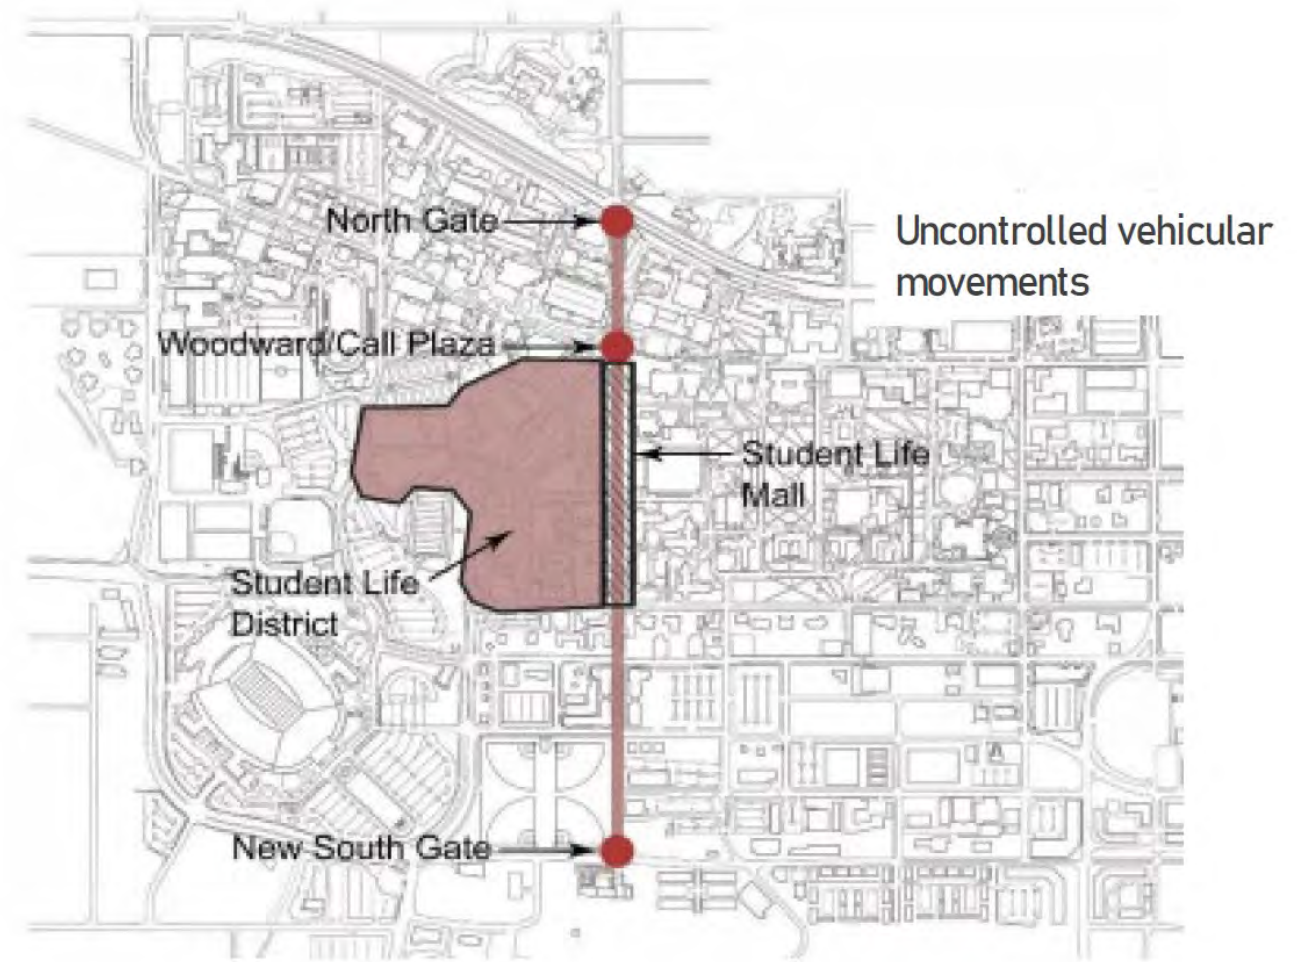 North Gate
Uncontrolled vehicular
movements
Woodward/Call Plaza
Student Life
Mall
Student Life
District
New South Gate